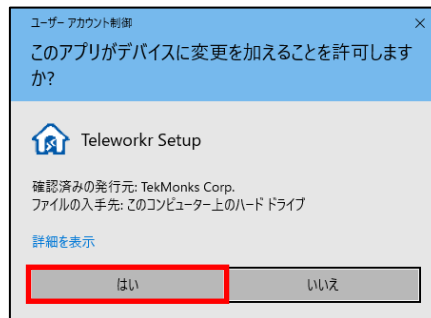 ユーザー アカウント制御
このアプリがデバイスに変更を加えることを許可します
か?
Teleworkr Setup
確認済みの発行元: TekMonks Corp.
ファイルの入手先: このコンピューター上のハード ドライブ
詳細を表示
はい
いいえ